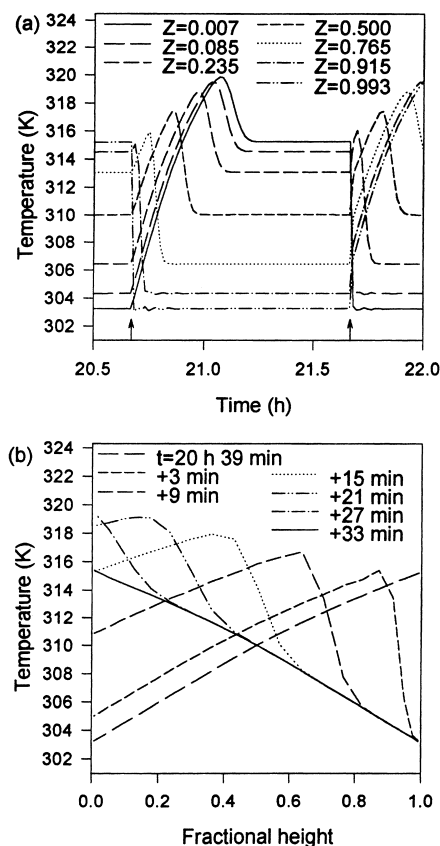 (a)
324
322
320
318
316
314
312
310
308
306
304
302
Temperature (K)
Z=0.007
Z=0.085
Z=0.235
Z=0.500
Z=0.765
Z=0.915
Z=0.993
20.5 21.0 21.5 22.0
Time (h)
(b)
324
322
320
318
316
314
312
310
308
306
304
302
Temperature (K)
t=20 h 39 min
+3 min
+9 min
+15 min
+21 min
+27 min
+33 min
0.0 0.2 0.4 0.6 0.8 1.0
Fractional height